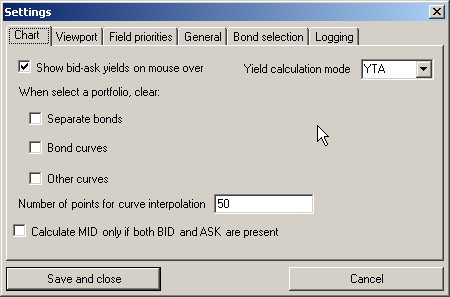 Settings
Chart Viewport Field priorities General Bond selection Logging
Show bid-ask yields on mouse over Yield calculation mode YTA
When select a portfolio, clear:
Separate bonds
Bond curves
Other curves
Number of points for curve interpolation 50
Calculate MID only if both BID and ASK are present
Save and close Cancel